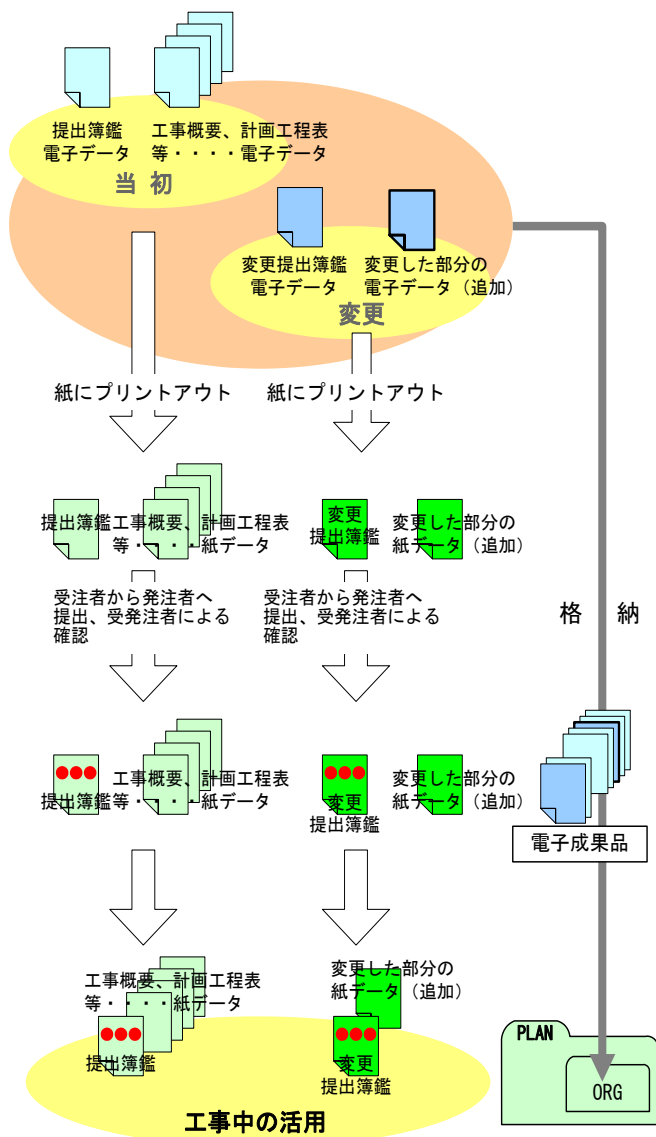 提出簿鑑
電子データ
工事概要、計画工程表
等・・・・電子データ
当 初
変更提出簿鑑
電子データ
変更した部分の
電子データ（追加）
変更
紙にプリントアウト
紙にプリントアウト
提出簿鑑
工事概要、計画工程表
等・・・・紙データ
変更
提出簿鑑
変更した部分の
紙データ（追加）
受注者から発注者へ
提出、受発注者による
確認
受注者から発注者へ
提出、受発注者による
確認
格 納
提出簿鑑
工事概要、計画工程表
等・・・・紙データ
変更
提出簿鑑
変更した部分の
紙データ（追加）
電子成果品
工事概要、計画工程表
等・・・・紙データ
提出簿鑑
変更した部分の
紙データ（追加）
変更
提出簿鑑
工事中の活用
PLAN
ORG